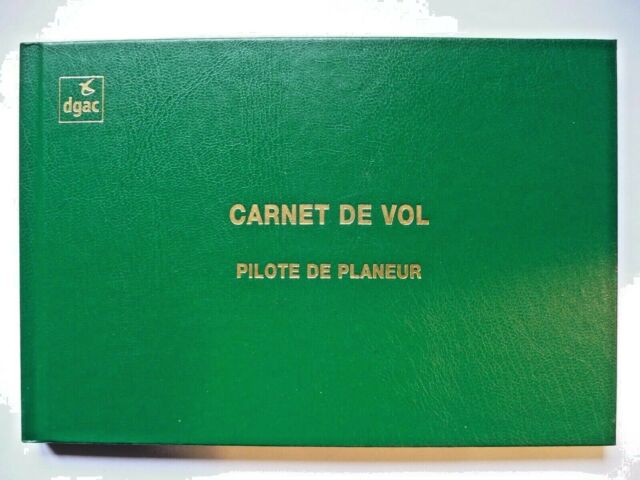 dgac
CARNET DE VOL
PILOTE DE PLANEUR